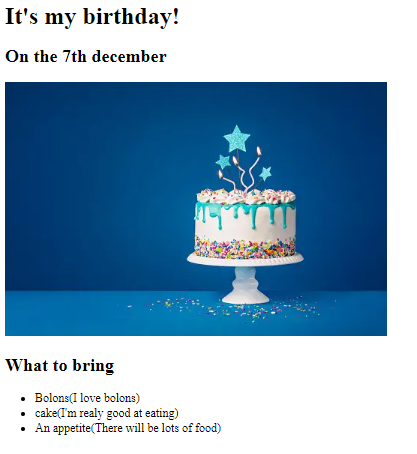 It's my birthday!
On the 7th december
What to bring
Bolons(I love bolons)
cake(I'm realy good at eating)
An appetite(There will be lots of food)